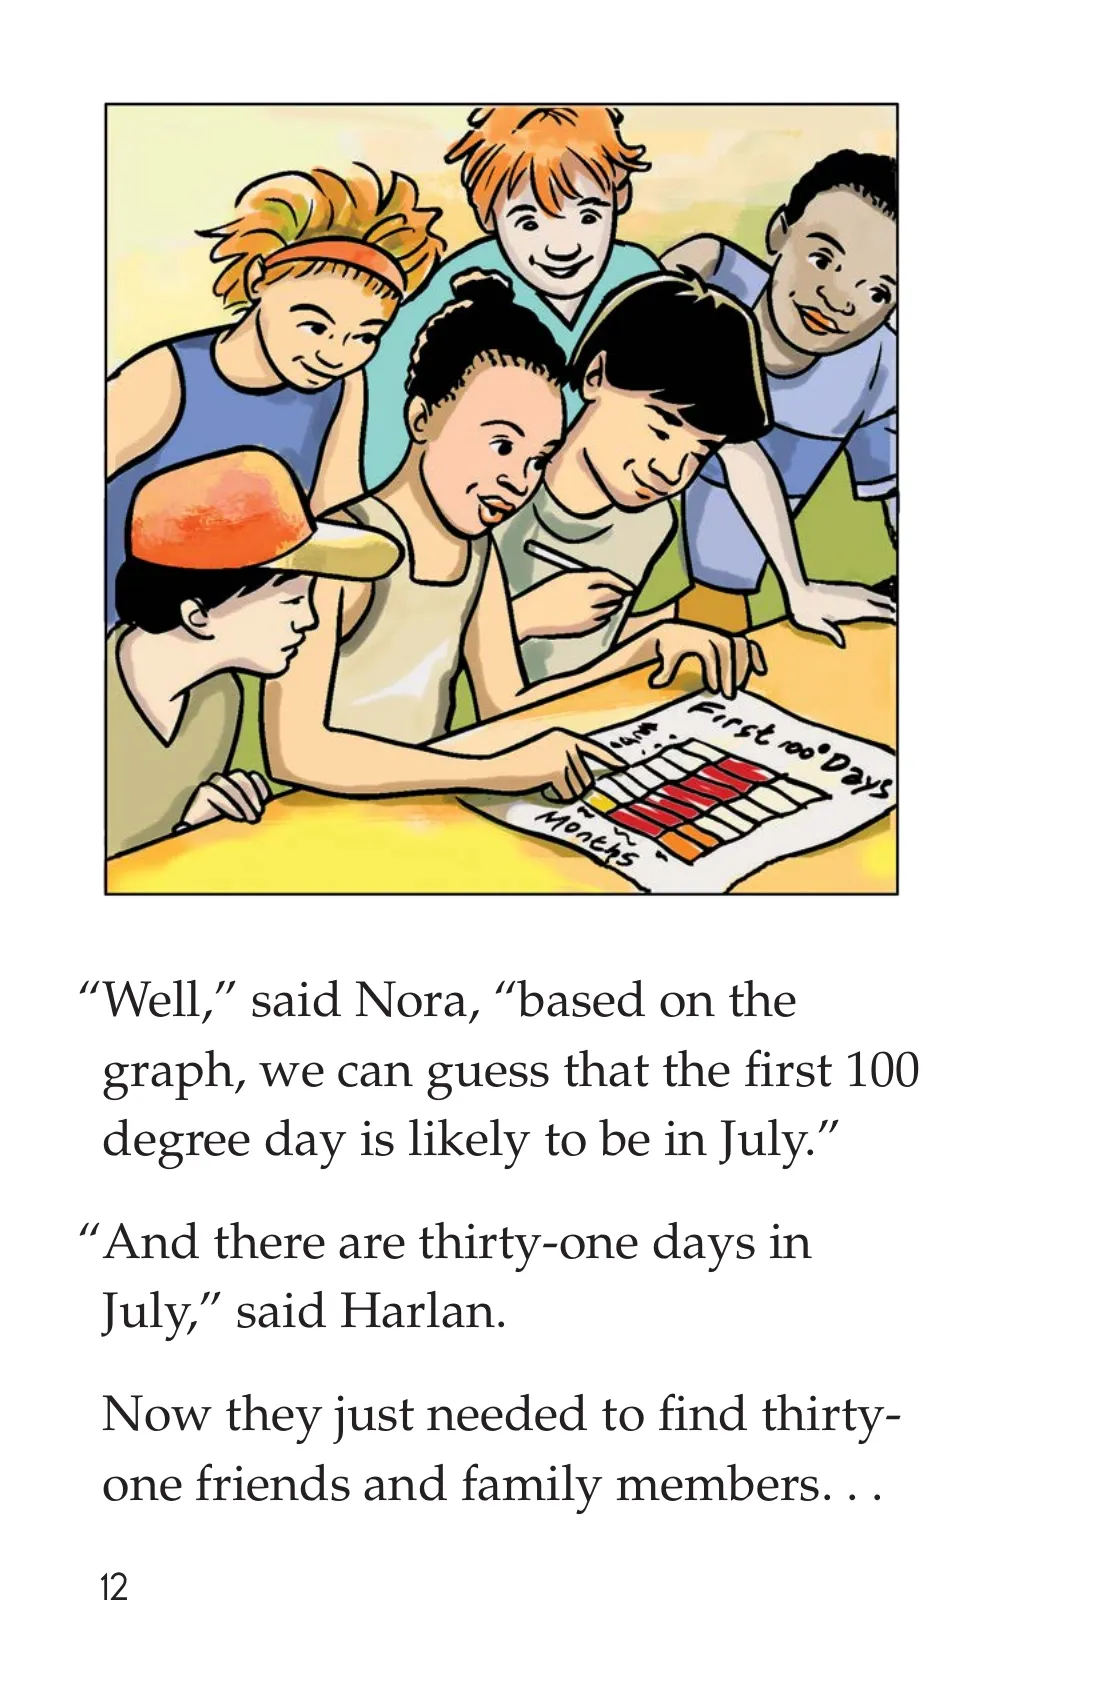 First 100° Days
Months
“Well,” said Nora, “based on the
graph, we can guess that the first 100
degree day is likely to be in July.”
“And there are thirty-one days in
July,” said Harlan.
Now they just needed to find thirty-
one friends and family members. . .
12